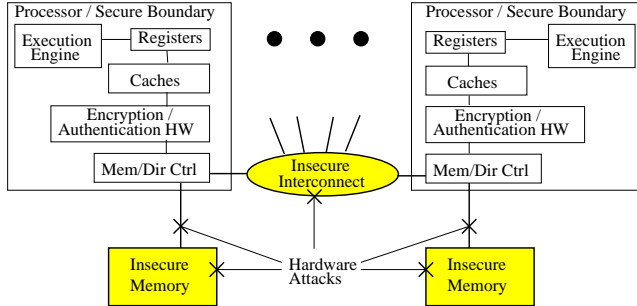 Processor / Secure Boundary
Execution
Engine
Registers
Caches
Encryption /
Authentication HW
Mem/Dir Ctrl
Insecure
Memory
Insecure
Interconnect
Hardware
Attacks
Processor / Secure Boundary
Registers
Execution
Engine
Caches
Encryption /
Authentication HW
Mem/Dir Ctrl
Insecure
Memory